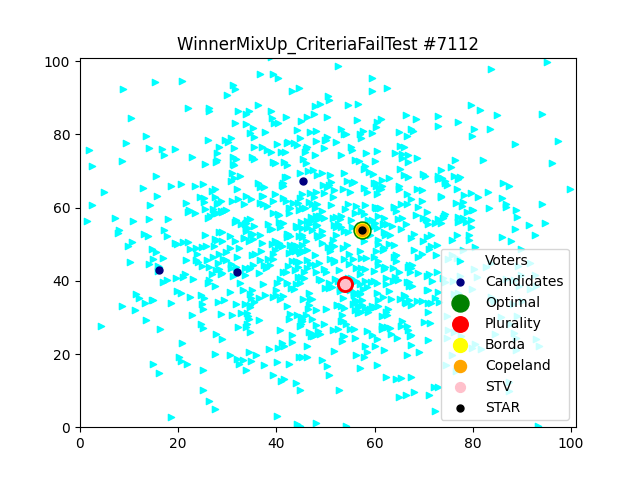 WinnerMixUp_CriteriaFailTest #7112
100
80
60
40
20
0
0
20
40
60
80
100
Voters
Candidates
Optimal
Plurality
Borda
Copeland
STV
STAR